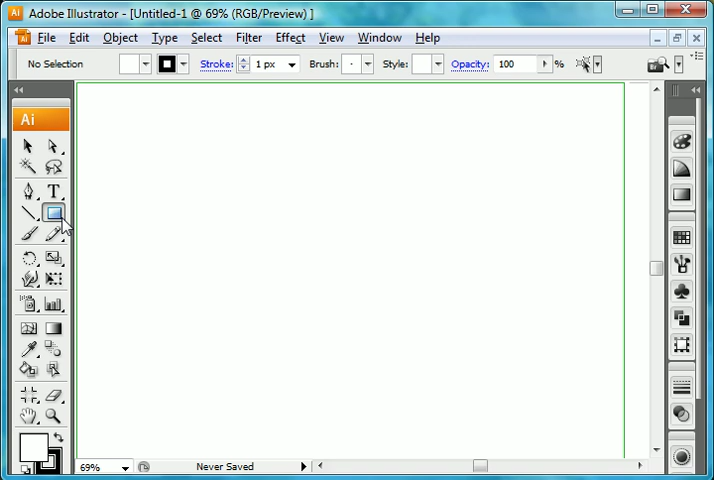 Adobe Illustrator - [Untitled-1 @ 69% (RGB/Preview) ]
File Edit Object Type Select Filter Effect View Window Help
No Selection Stroke: 1 px Brush: Style: Opacity: 100 %
Ai
T
69% Never Saved